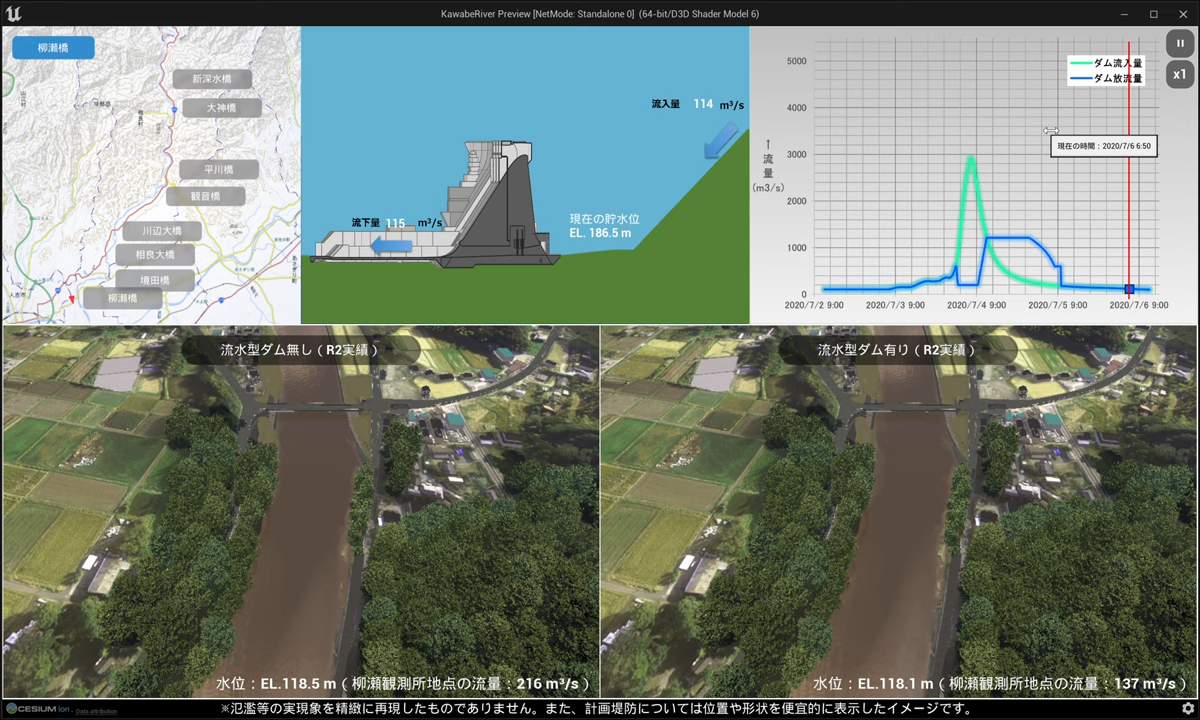 KawabeRiver Preview [NetMode: Standalone 0] (64-bit/D3D Shader Model 6)
柳瀬橋
新深水橋
大神橋
平川橋
観音橋
川辺大橋
相良大橋
境田橋
柳瀬橋
流入量 114 m³/s
流下量 115 m³/s
現在の貯水位
EL. 186.5 m
x1
ダム流入量
ダム放流量
現在の時間：2020/7/6 6:50
↑
流
量
(m3/s)
5000
4000
3000
2000
1000
0
2020/7/2 9:00 2020/7/3 9:00 2020/7/4 9:00 2020/7/5 9:00 2020/7/6 9:00
流水型ダム無し（R2実績）
流水型ダム有り（R2実績）
水位：EL.118.5 m（柳瀬観測所地点の流量：216 m³/s）
水位：EL.118.1 m（柳瀬観測所地点の流量：137 m³/s）
CESIUM ion Data attribution
※氾濫等の実現象を精緻に再現したものでありません。また、計画堤防については位置や形状を便宜的に表示したイメージです。